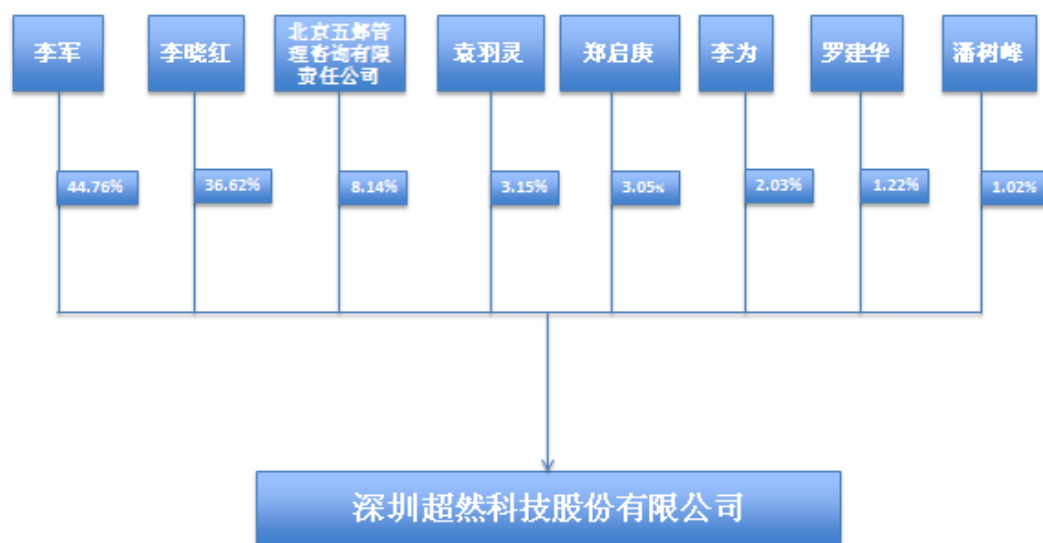 李军
李晓红
北京五邺管
理咨询有限
责任公司
袁羽灵
郑启庚
李为
罗建华
潘树峰
44.76%
36.62%
8.14%
3.15%
3.05%
2.03%
1.22%
1.02%
深圳超然科技股份有限公司